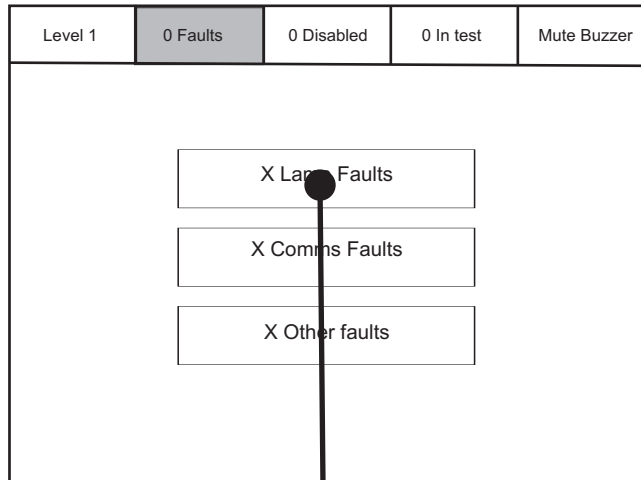 Level 1
0 Faults
0 Disabled
0 In test
Mute Buzzer
X Faults
X Comms Faults
X Other faults